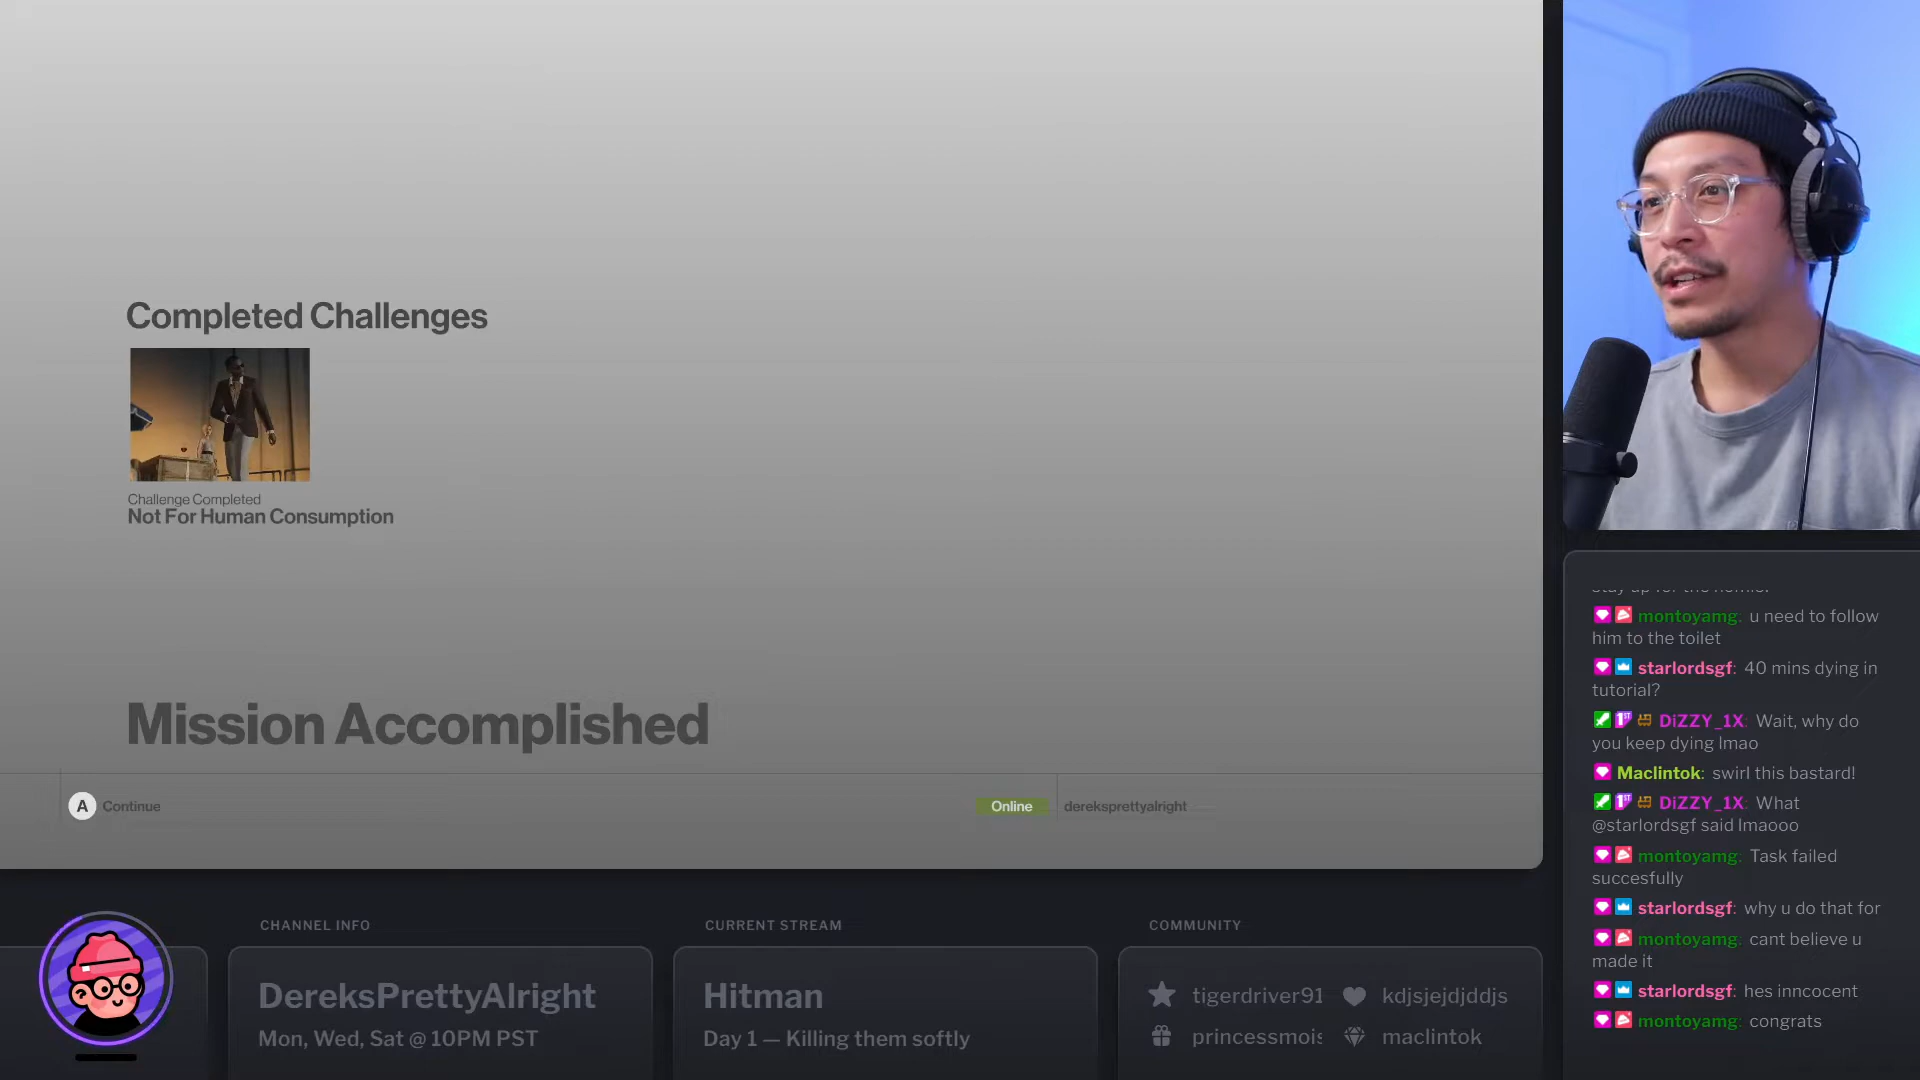 Completed Challenges
Challenge Completed
Not For Human Consumption
Mission Accomplished
A Continue
Online dereksprettyalright
CHANNEL INFO
DereksPrettyAlright
Mon, Wed, Sat @ 10PM PST
CURRENT STREAM
Hitman
Day 1 — Killing them softly
COMMUNITY
tigerdriver91 kdjsjejdjddjs
princessmois maclintok
montoyamg: u need to follow
him to the toilet
starlordsgf: 40 mins dying in
tutorial?
DiZZY_1X: Wait, why do
you keep dying lmao
Maclintok: swirl this bastard!
DiZZY_1X: What
@starlordsgf said lmaooo
montoyamg: Task failed
succesfully
starlordsgf: why u do that for
montoyamg: cant believe u
made it
starlordsgf: hes inncocent
montoyamg: congrats